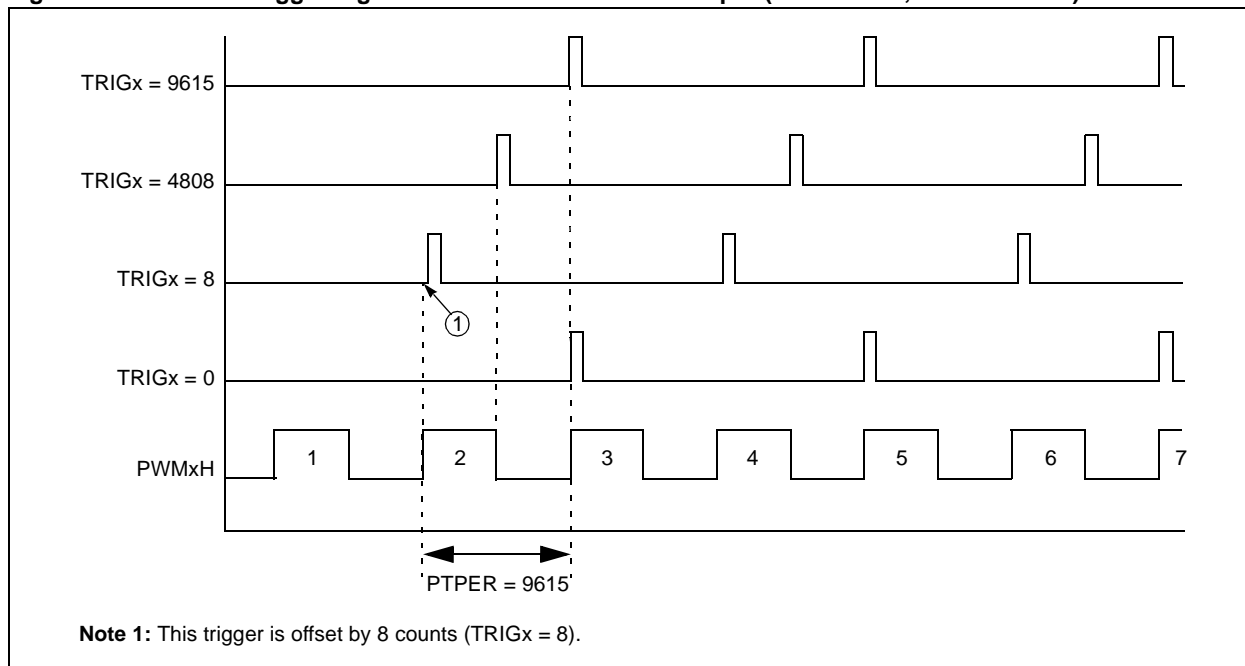 TRIGx = 9615
TRIGx = 4808
TRIGx = 8
1
TRIGx = 0
PWMxH
1 2 3 4 5 6 7
PTPER = 9615
Note 1: This trigger is offset by 8 counts (TRIGx = 8).